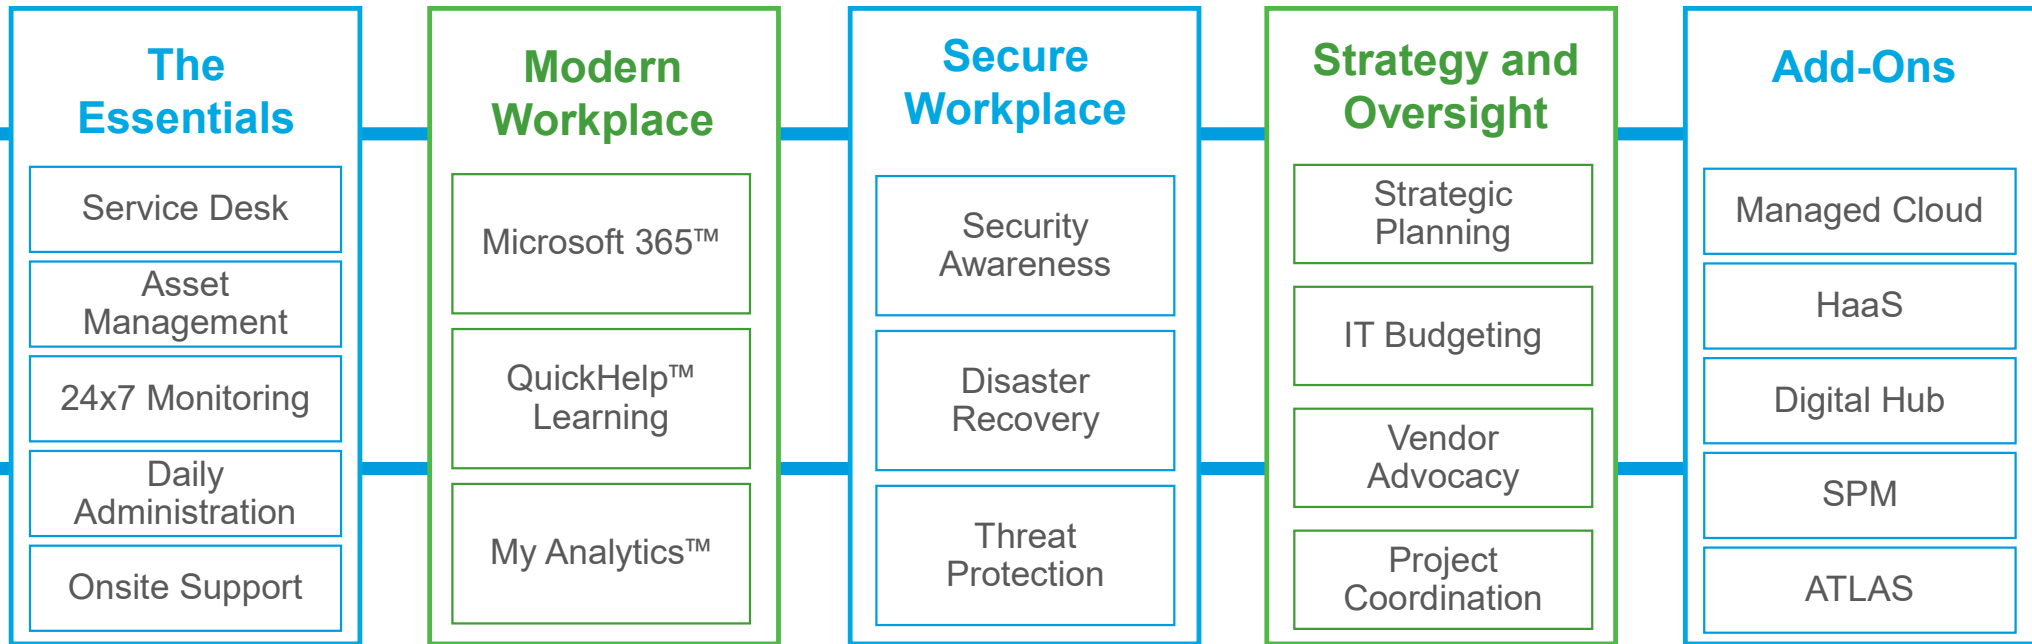 The
Essentials
Service Desk
Asset
Management
24x7 Monitoring
Daily
Administration
Onsite Support
Modern
Workplace
Microsoft 365™
QuickHelp™
Learning
My Analytics™
Secure
Workplace
Security
Awareness
Disaster
Recovery
Threat
Protection
Strategy and
Oversight
Strategic
Planning
IT Budgeting
Vendor
Advocacy
Project
Coordination
Add-Ons
Managed Cloud
HaaS
Digital Hub
SPM
ATLAS